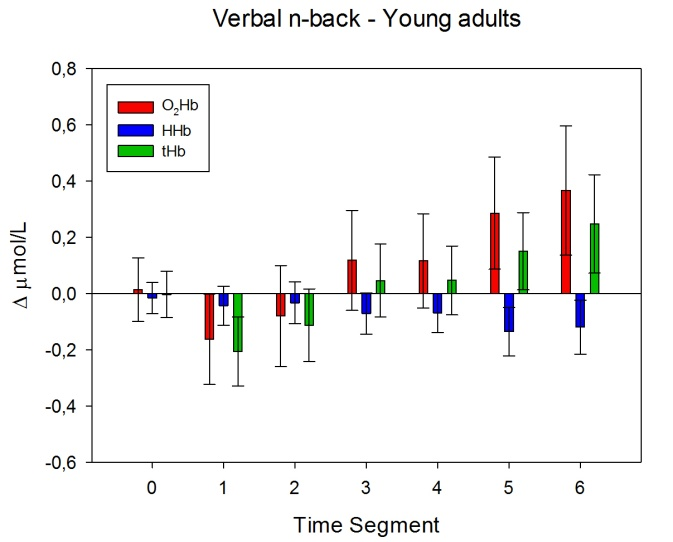 Verbal n-back - Young adults
0,8
0,6
0,4
0,2
0,0
-0,2
-0,4
-0,6
Δ μmol/L
O₂Hb
HHb
tHb
0 1 2 3 4 5 6
Time Segment